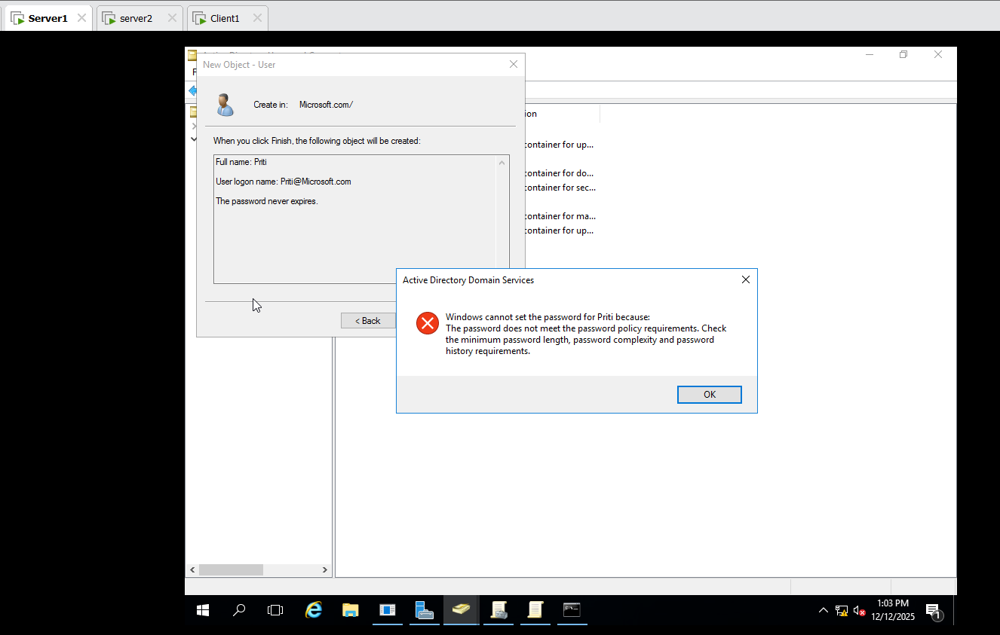 Server1
server2
Client1
New Object - User
Create in: Microsoft.com/
When you click Finish, the following object will be created:
Full name: Priti
User logon name: Priti@Microsoft.com
The password never expires.
< Back
ion
container for up...
container for do...
container for sec...
container for ma...
container for up...
Active Directory Domain Services
Windows cannot set the password for Priti because:
The password does not meet the password policy requirements. Check
the minimum password length, password complexity and password
history requirements.
OK
1:03 PM
12/12/2025
1